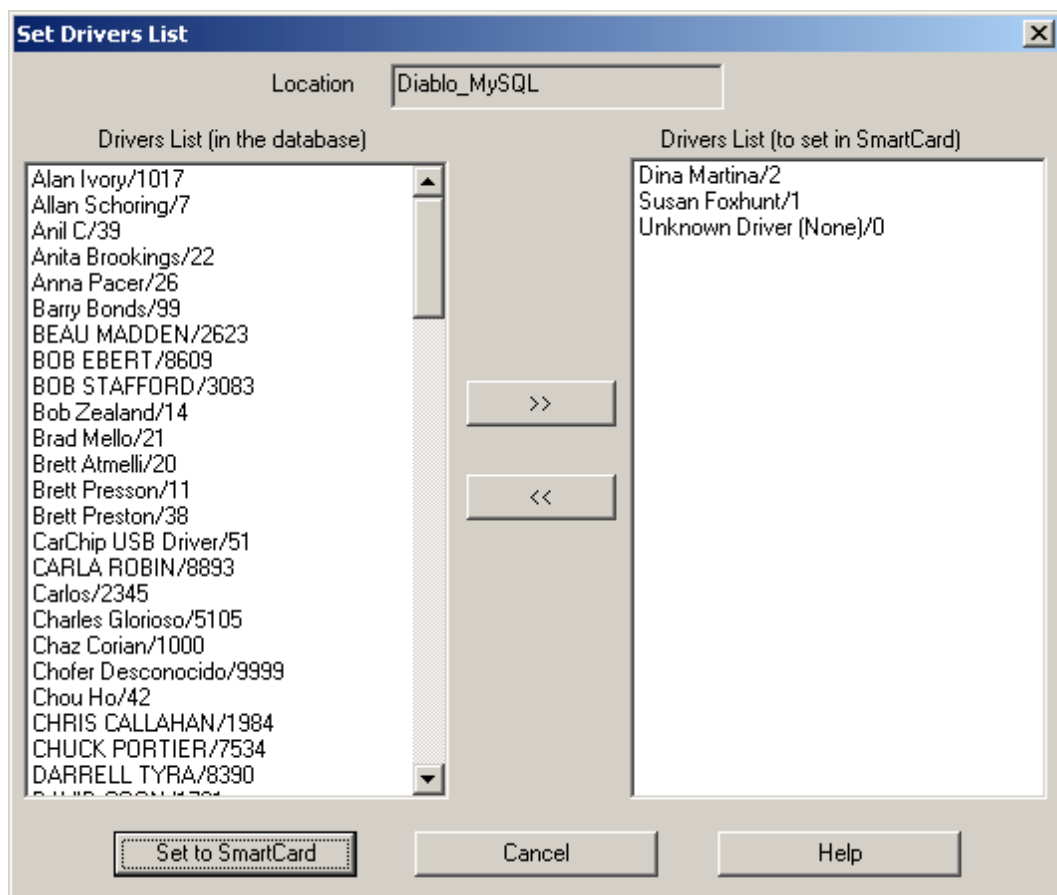 Set Drivers List
Location
Diablo_MySQL
Drivers List (in the database)
Alan Ivory/1017
Allan Schoring/7
Anil C/39
Anita Brookings/22
Anna Pacer/26
Barry Bonds/99
BEAU MADDEN/2623
BOB EBERT/8609
BOB STAFFORD/3083
Bob Zealand/14
Brad Mello/21
Brett Atmelli/20
Brett Presson/11
Brett Preston/38
CarChip USB Driver/51
CARLA ROBIN/8893
Carlos/2345
Charles Glorioso/5105
Chaz Corian/1000
Chofer Desconocido/9999
Chou Ho/42
CHRIS CALLAHAN/1984
CHUCK PORTIER/7534
DARRELL TYRA/8390
>>
<<
Drivers List (to set in SmartCard)
Dina Martina/2
Susan Foxhunt/1
Unknown Driver (None)/0
Set to SmartCard
Cancel
Help